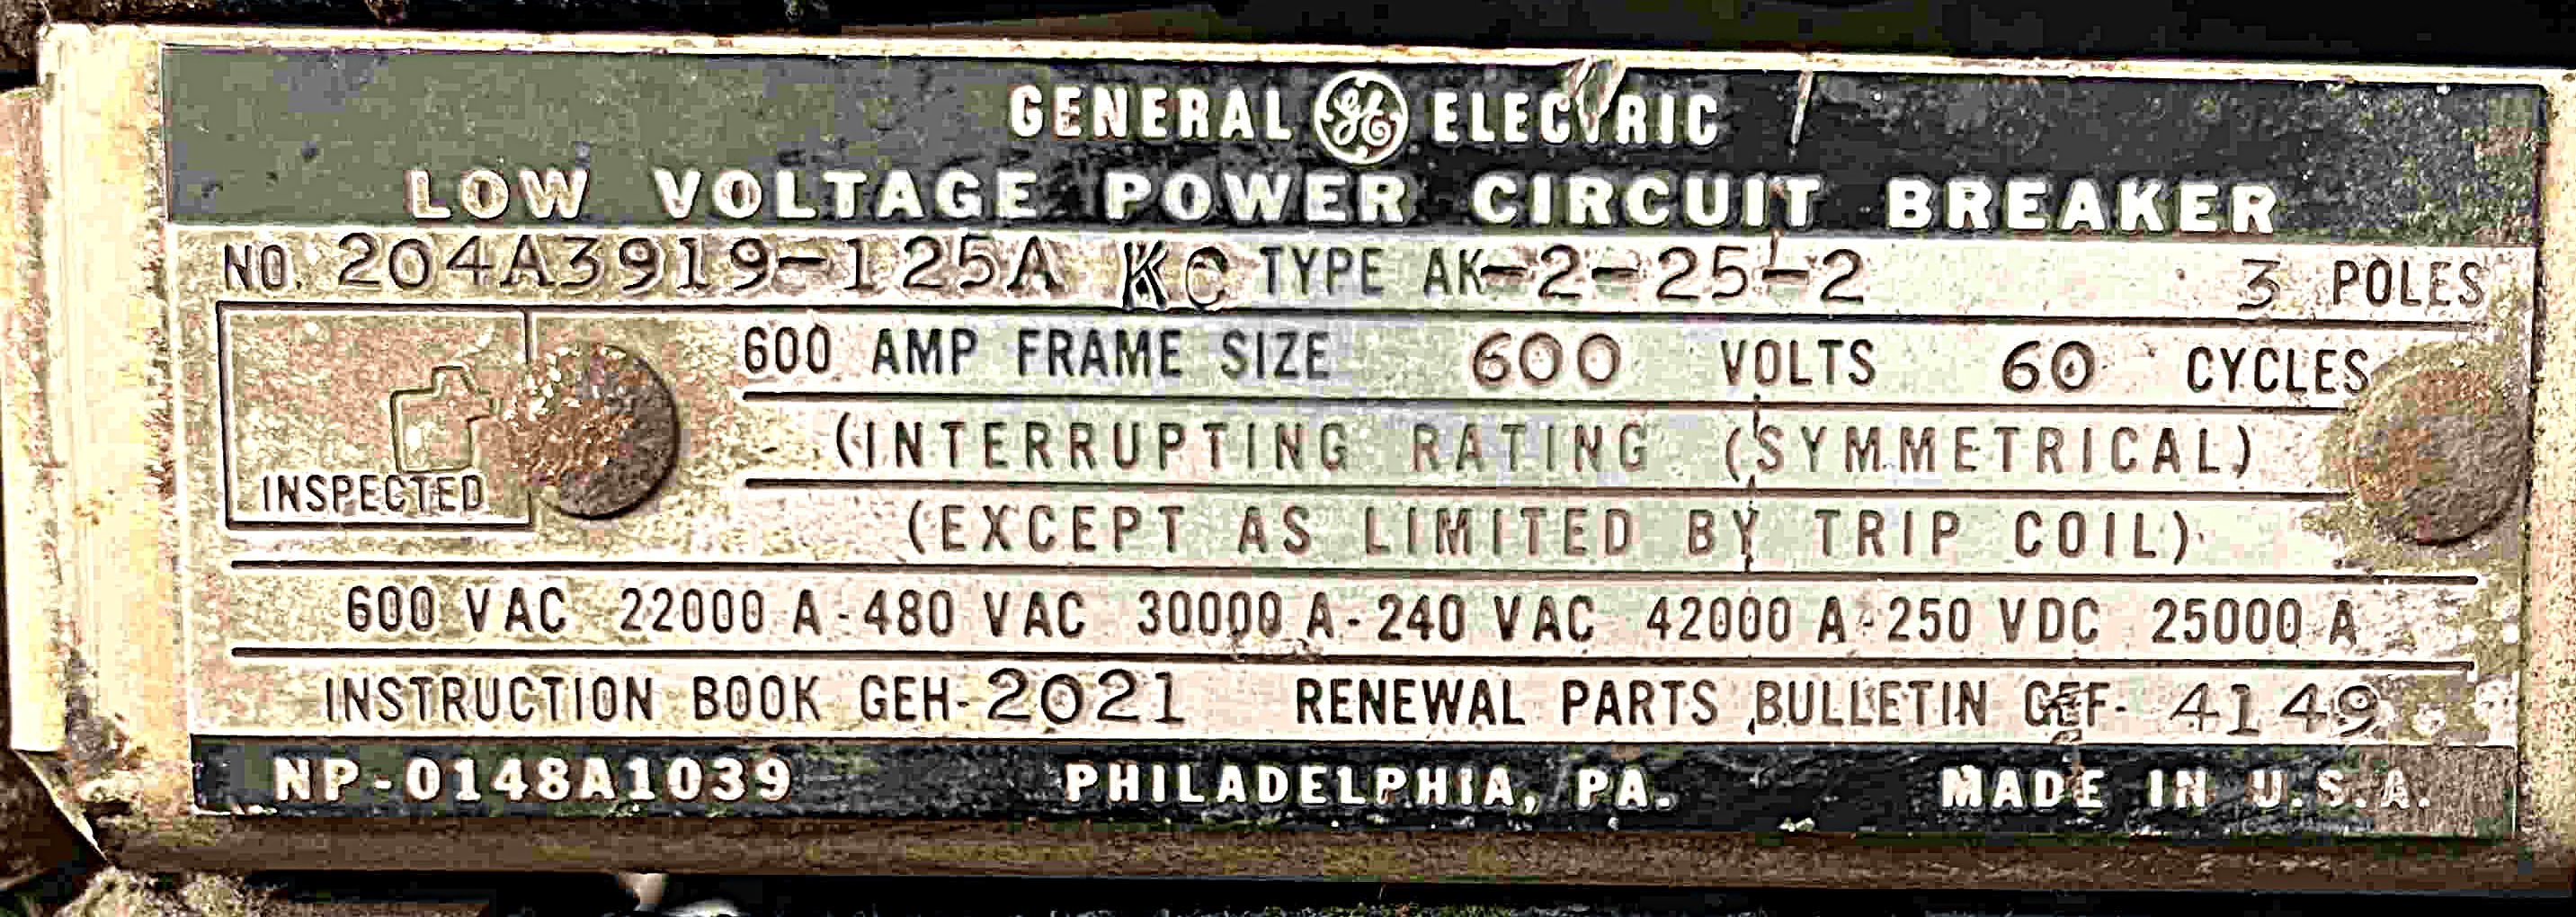 GENERAL GE ELECTRIC
LOW VOLTAGE POWER CIRCUIT BREAKER
NO. 204A3919-125A KC TYPE AK-2-25-2 3 POLES
600 AMP FRAME SIZE 600 VOLTS 60 CYCLES
(INTERRUPTING RATING (SYMMETRICAL)
INSPECTED
(EXCEPT AS LIMITED BY TRIP COIL)
600 VAC 22000 A-480 VAC 30000 A-240 VAC 42000 A-250 VDC 25000 A
INSTRUCTION BOOK GEH-2021 RENEWAL PARTS BULLETIN GEF-4149
NP-0148A1039 PHILADELPHIA, PA. MADE IN U.S.A.